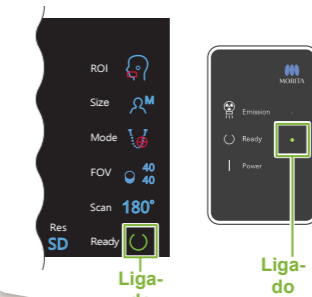 ROI
Size M
Mode
FOV 40
40
Scan 180°
Res
SD
Ready
Liga-
MORITA
Emission
Ready
Power
Liga-
do